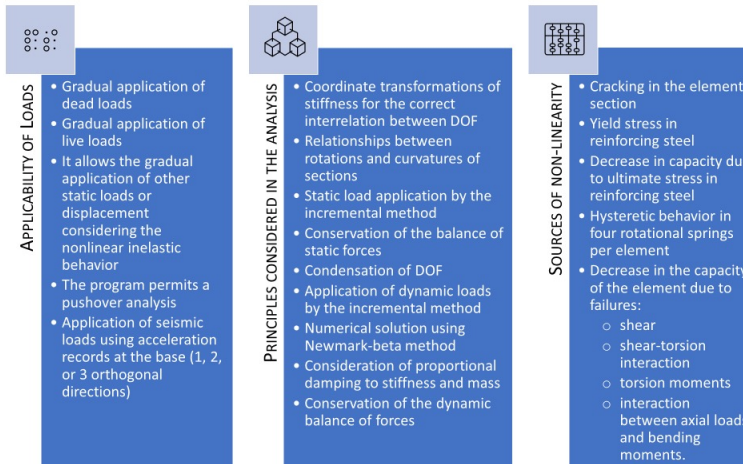 APPLICABILITY OF LOADS
• Gradual application of
dead loads
• Gradual application of
live loads
• It allows the gradual
application of other
static loads or
displacement
considering the
nonlinear inelastic
behavior
• The program permits a
pushover analysis
• Application of seismic
loads using acceleration
records at the base (1, 2,
or 3 orthogonal
directions)
PRINCIPLES CONSIDERED IN THE ANALYSIS
• Coordinate transformations of
stiffness for the correct
interrelation between DOF
• Relationships between
rotations and curvatures of
sections
• Static load application by the
incremental method
• Conservation of the balance of
static forces
• Condensation of DOF
• Application of dynamic loads
by the incremental method
• Numerical solution using
Newmark-beta method
• Consideration of proportional
damping to stiffness and mass
• Conservation of the dynamic
balance of forces
SOURCES OF NON-LINEARITY
• Cracking in the element
section
• Yield stress in
reinforcing steel
• Decrease in capacity du
to ultimate stress in
reinforcing steel
• Hysteretic behavior in
four rotational springs
per element
• Decrease in the capacity
of the element due to
failures:
○ shear
○ shear-torsion
interaction
○ torsion moments
○ interaction
between axial loads
and bending
moments.